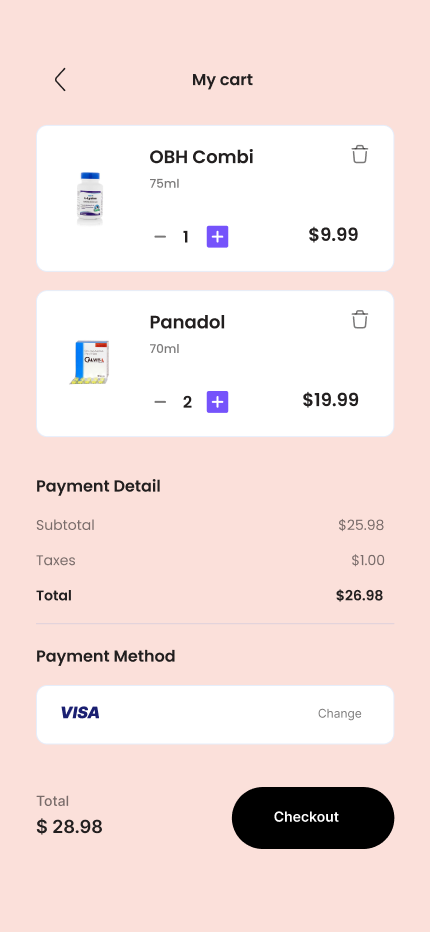 My cart
OBH Combi
75ml
1
$9.99
Panadol
70ml
2
$19.99
Payment Detail
Subtotal $25.98
Taxes $1.00
Total $26.98
Payment Method
VISA Change
Total
$ 28.98
Checkout